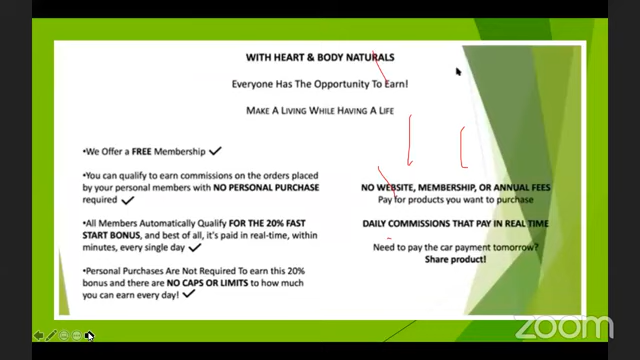 WITH HEART & BODY NATURALS
Everyone Has The Opportunity To Earn!
MAKE A LIVING WHILE HAVING A LIFE
•We Offer a FREE Membership ✓
•You can qualify to earn commissions on the orders placed
by your personal members with NO PERSONAL PURCHASE
required ✓
•All Members Automatically Qualify FOR THE 20% FAST
START BONUS, and best of all, it's paid in real-time, within
minutes, every single day ✓
•Personal Purchases Are Not Required To earn this 20%
bonus and there are NO CAPS OR LIMITS to how much
you can earn every day! ✓
NO WEBSITE, MEMBERSHIP, OR ANNUAL FEES
Pay for products you want to purchase
DAILY COMMISSIONS THAT PAY IN REAL TIME
Need to pay the car payment tomorrow?
Share product!
zoom